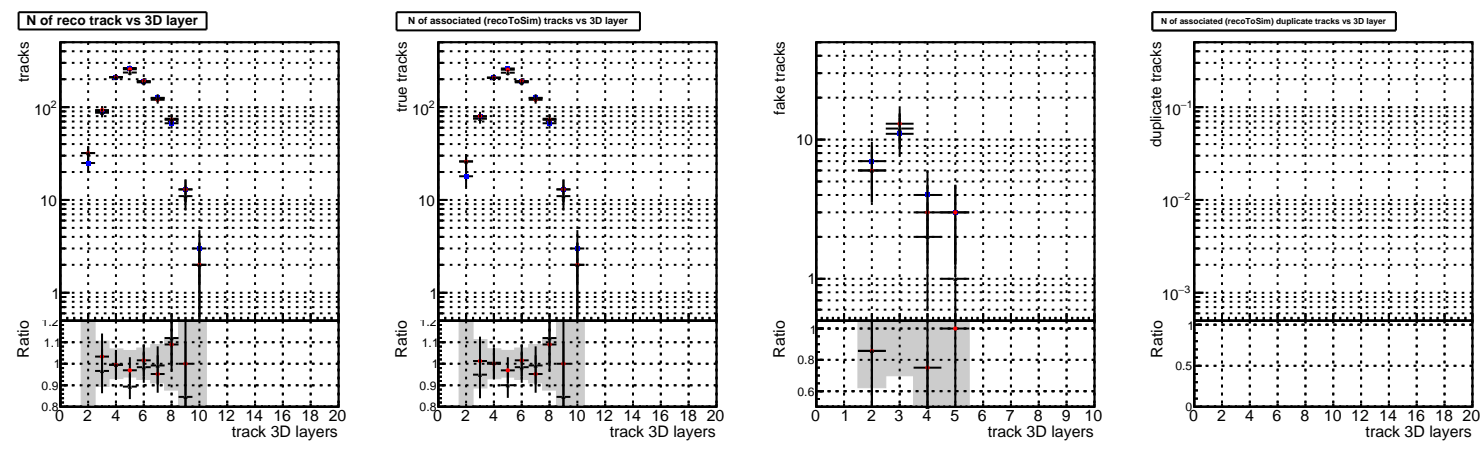 N of reco track vs 3D layer
tracks
10²
10
1
Ratio
1.2
1.1
1
0.9
0.8
0 2 4 6 8 10 12 14 16 18 20
track 3D layers
N of associated (recoToSim) tracks vs 3D layer
true tracks
10²
10
1
Ratio
1.2
1.1
1
0.9
0.8
0 2 4 6 8 10 12 14 16 18 20
track 3D layers
fake tracks
10
1
Ratio
1
0.8
0.6
0 1 2 3 4 5 6 7 8 9 10
track 3D layers
N of associated (recoToSim) duplicate tracks vs 3D layer
duplicate tracks
10⁻¹
10⁻²
10⁻³
Ratio
1
0.5
0
0 2 4 6 8 10 12 14 16 18 20
track 3D layers